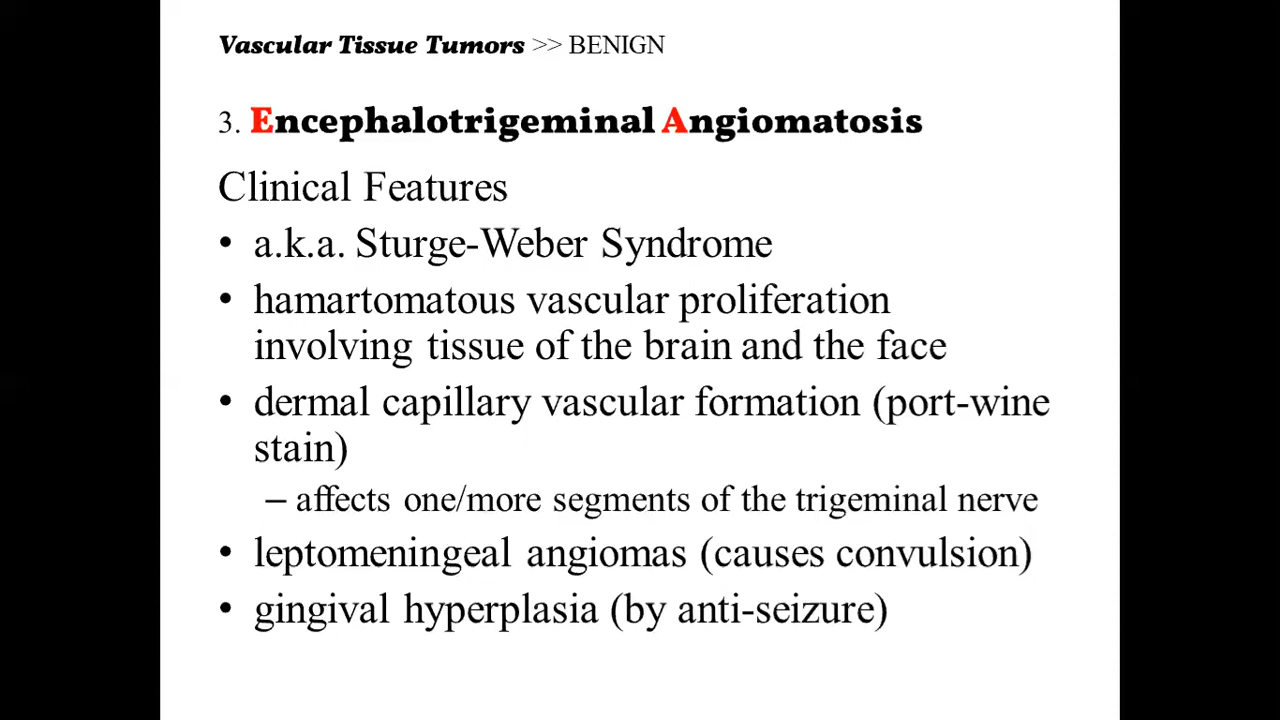 Vascular Tissue Tumors >> BENIGN
3. Encephalotrigeminal Angiomatosis
Clinical Features
• a.k.a. Sturge-Weber Syndrome
• hamartomatous vascular proliferation
involving tissue of the brain and the face
• dermal capillary vascular formation (port-wine
stain)
– affects one/more segments of the trigeminal nerve
• leptomeningeal angiomas (causes convulsion)
• gingival hyperplasia (by anti-seizure)